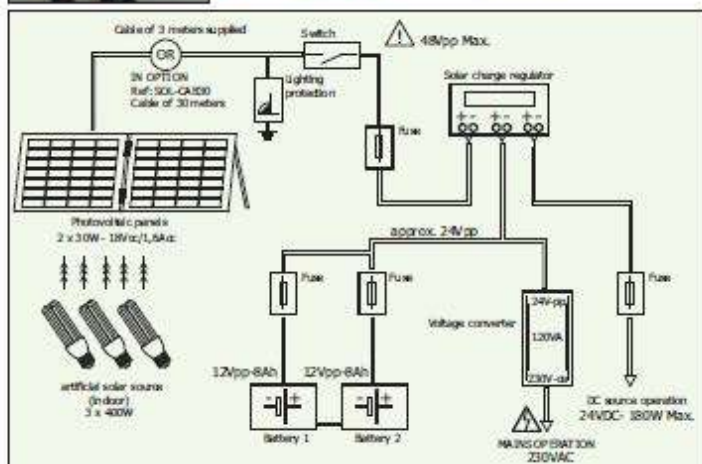 Cable of 3 meters supplied
OR
IN OPTION
Ref: SOL-CAB30
Cable of 30 meters
Switch
48Vpp Max.
Lighting
protection
Solar charge regulator
+ - + - + -
Fuse
Photovoltaic panels
2 x 30W - 18Vcc/1,6Acc
approx. 24Vpp
Fuse
Fuse
Fuse
24V-pp
Voltage converter
120VA
230V-ca
artificial solar source
(indoor)
3 x 400W
12Vpp-8Ah
12Vpp-8Ah
- +
- +
Battery 1
Battery 2
DC source operation
24VDC- 180W Max.
MAINS OPERATION
230VAC